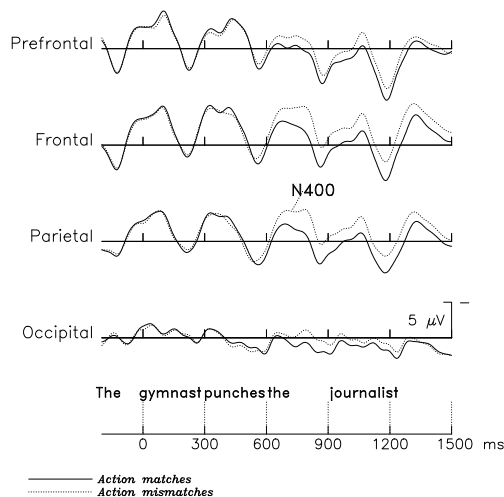 Prefrontal
Frontal
N400
Parietal
5 μV
Occipital
The gymnast punches the journalist
0 300 600 900 1200 1500 ms
Action matches
Action mismatches